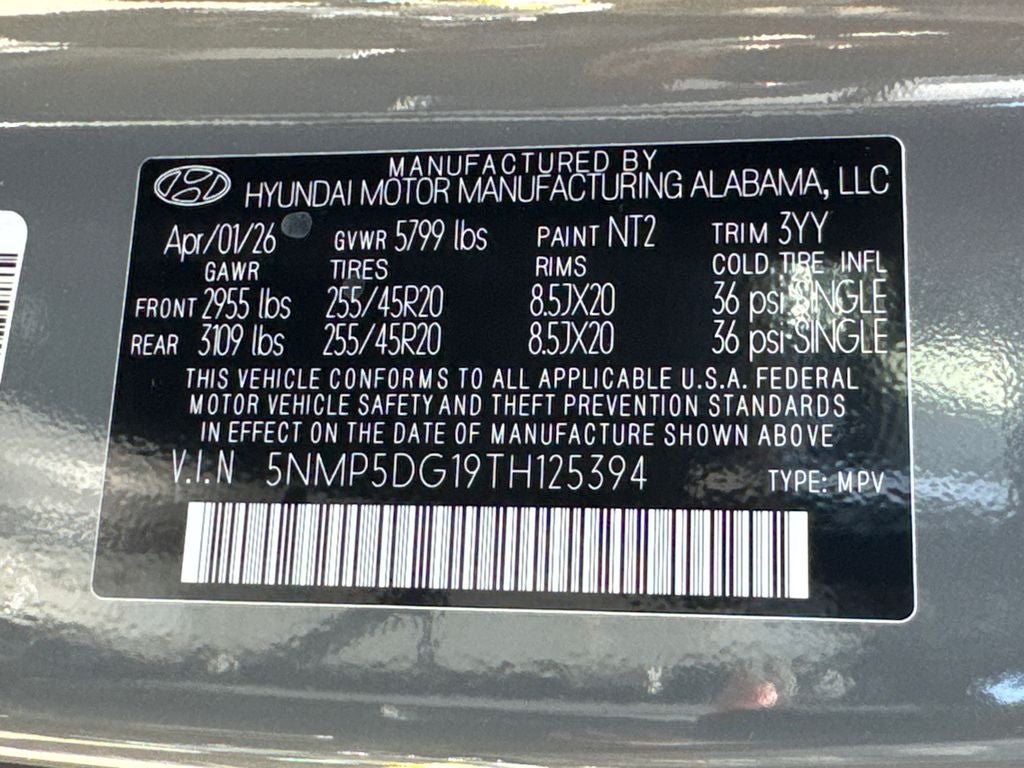 MANUFACTURED BY
HYUNDAI MOTOR MANUFACTURING ALABAMA, LLC
Apr/01/26 GVWR 5799 lbs PAINT NT2 TRIM 3YY
GAWR TIRES RIMS COLD TIRE INFL
FRONT 2955 lbs 255/45R20 8.5JX20 36 psi SINGLE
REAR 3109 lbs 255/45R20 8.5JX20 36 psi SINGLE
THIS VEHICLE CONFORMS TO ALL APPLICABLE U.S.A. FEDERAL
MOTOR VEHICLE SAFETY AND THEFT PREVENTION STANDARDS
IN EFFECT ON THE DATE OF MANUFACTURE SHOWN ABOVE
V.I.N 5NMP5DG19TH125394 TYPE: MPV